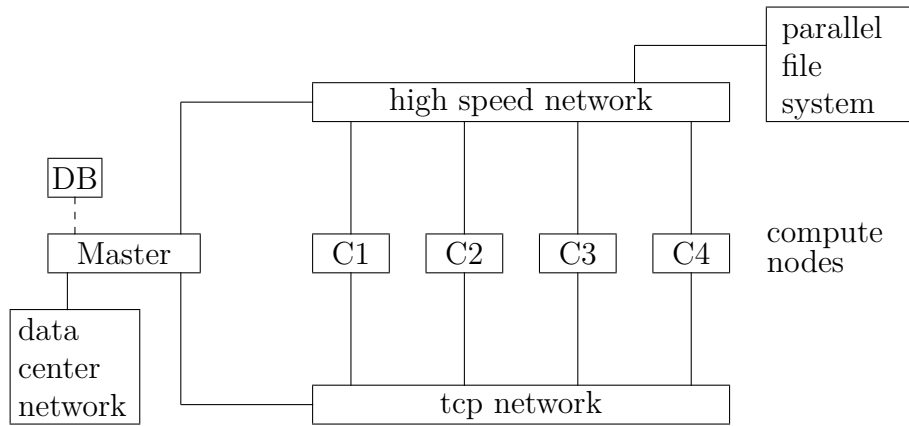 parallel
file
system
high speed network
DB
Master
C1
C2
C3
C4
compute
nodes
data
center
network
tcp network